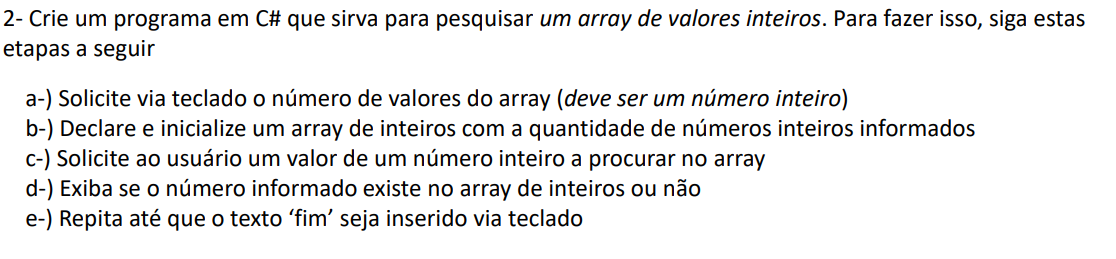 2- Crie um programa em C# que sirva para pesquisar um array de valores inteiros. Para fazer isso, siga estas
etapas a seguir
a-) Solicite via teclado o número de valores do array (deve ser um número inteiro)
b-) Declare e inicialize um array de inteiros com a quantidade de números inteiros informados
c-) Solicite ao usuário um valor de um número inteiro a procurar no array
d-) Exiba se o número informado existe no array de inteiros ou não
e-) Repita até que o texto ‘fim’ seja inserido via teclado